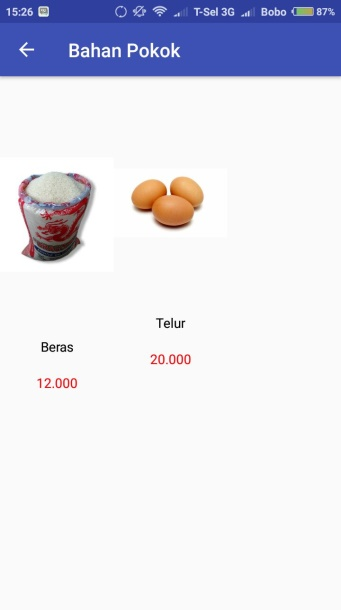 15:26 T-Sel 3G Bobo 87%
Bahan Pokok
Telur
Beras
20.000
12.000